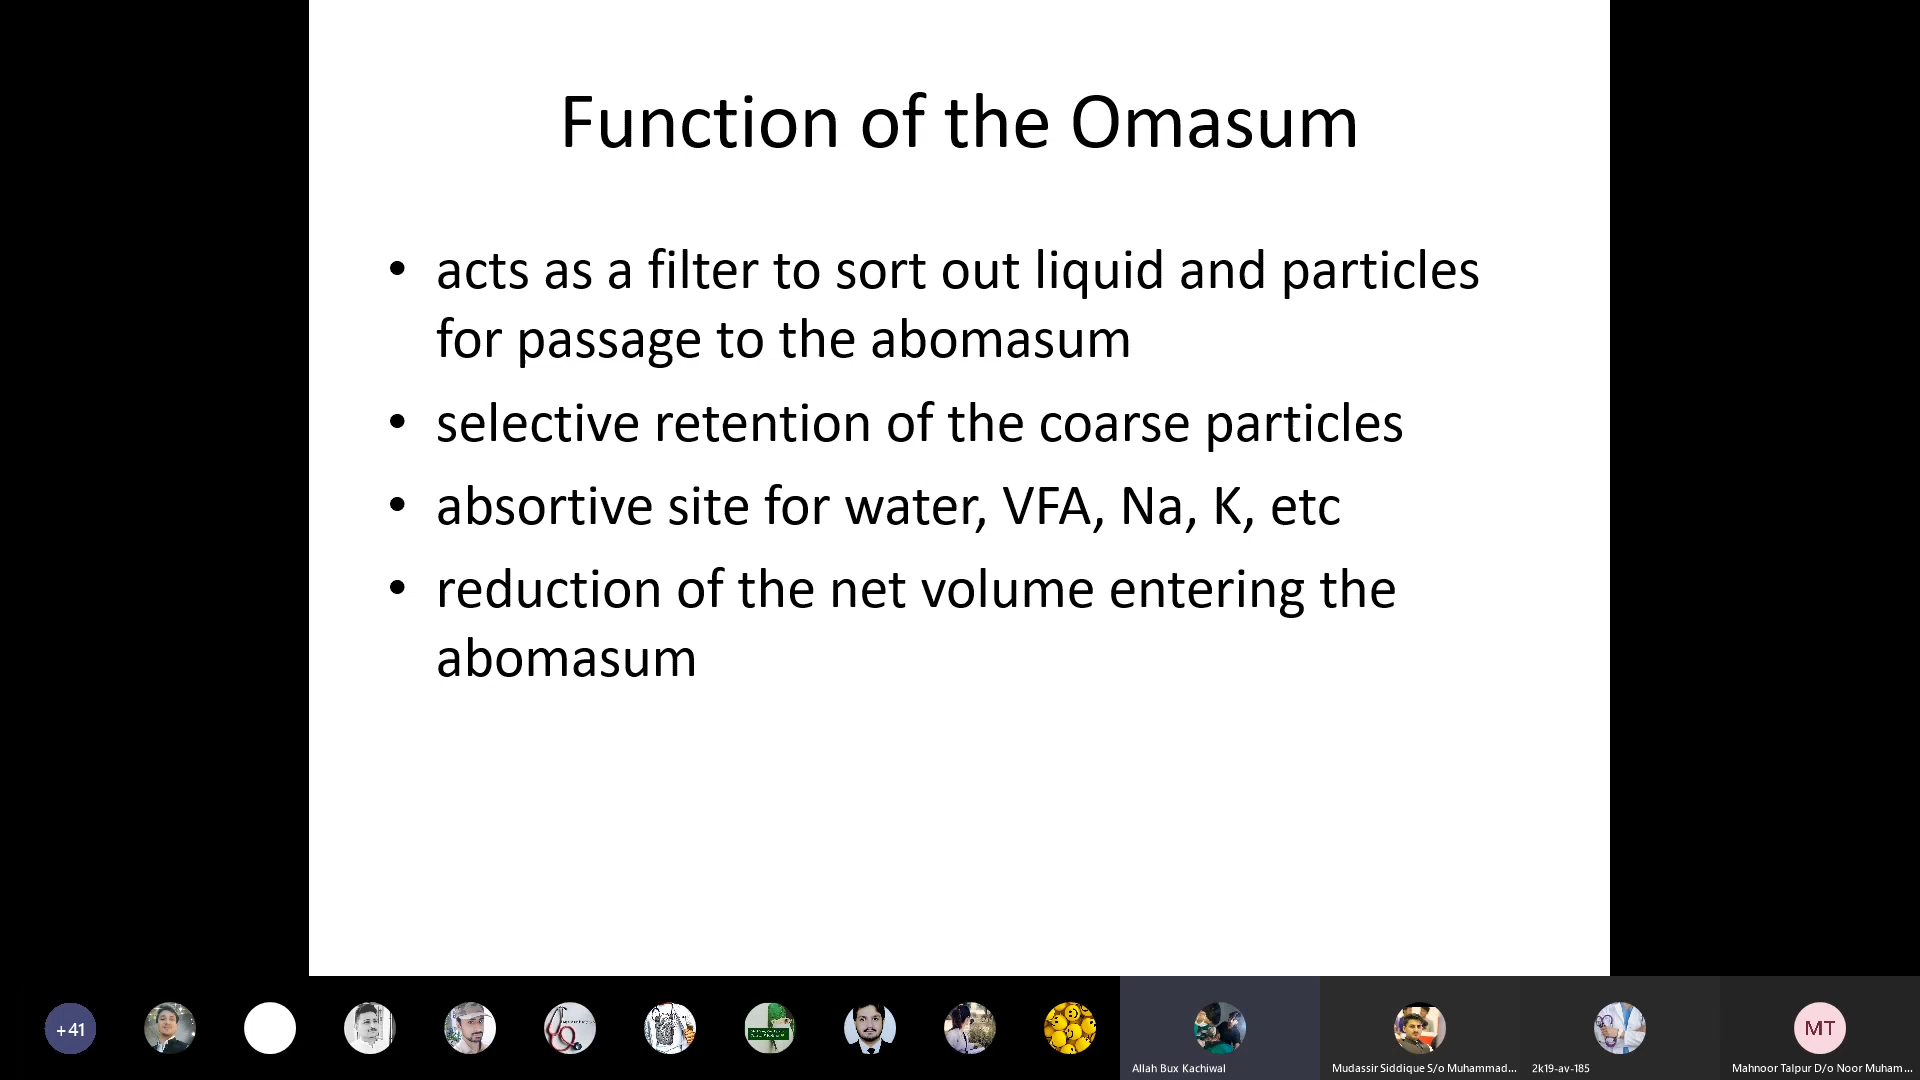 Function of the Omasum
• acts as a filter to sort out liquid and particles
for passage to the abomasum
• selective retention of the coarse particles
• absortive site for water, VFA, Na, K, etc
• reduction of the net volume entering the
abomasum
+41
MT
Allah Bux Kachiwal
Mudassir Siddique S/o Muhammad...
2k19-av-185
Mahnoor Talpur D/o Noor Muham...